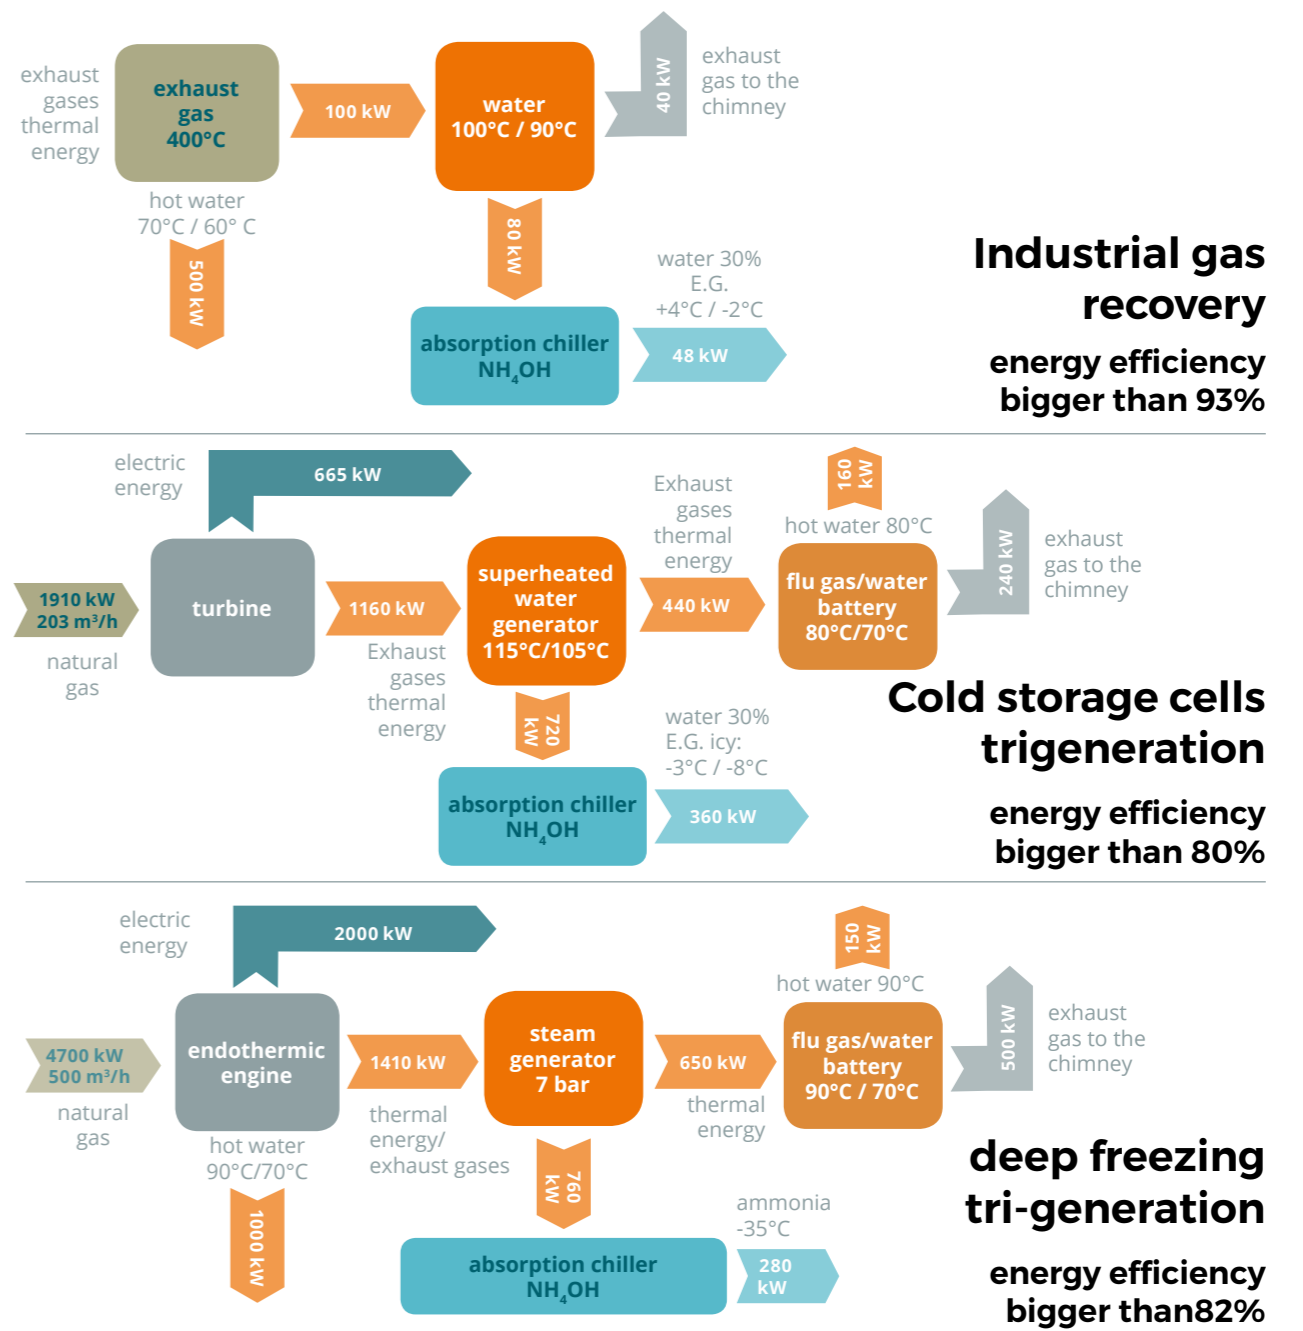 exhaust
gases
thermal
energy
exhaust
gas
400°C
100 kW
water
100°C / 90°C
40 kW
exhaust
gas to the
chimney
hot water
70°C / 60° C
500 kW
80 kW
absorption chiller
NH₄OH
water 30%
E.G.
+4°C / -2°C
48 kW
Industrial gas
recovery
energy efficiency
bigger than 93%
electric
energy
665 kW
1910 kW
203 m³/h
natural
gas
turbine
1160 kW
Exhaust
gases
thermal
energy
superheated
water
generator
115°C/105°C
Exhaust
gases
thermal
energy
440 kW
160
kW
hot water 80°C
flu gas/water
battery
80°C/70°C
240 kW
exhaust
gas to the
chimney
720
kW
absorption chiller
NH₄OH
water 30%
E.G. icy:
-3°C / -8°C
360 kW
Cold storage cells
trigeneration
energy efficiency
bigger than 80%
electric
energy
2000 kW
4700 kW
500 m³/h
natural
gas
endothermic
engine
hot water
90°C/70°C
1000 kW
1410 kW
thermal
energy/
exhaust gases
steam
generator
7 bar
650 kW
thermal
energy
150
kW
hot water 90°C
flu gas/water
battery
90°C / 70°C
500 kW
exhaust
gas to the
chimney
760
kW
absorption chiller
NH₄OH
ammonia
-35°C
280
kW
deep freezing
tri-generation
energy efficiency
bigger than82%